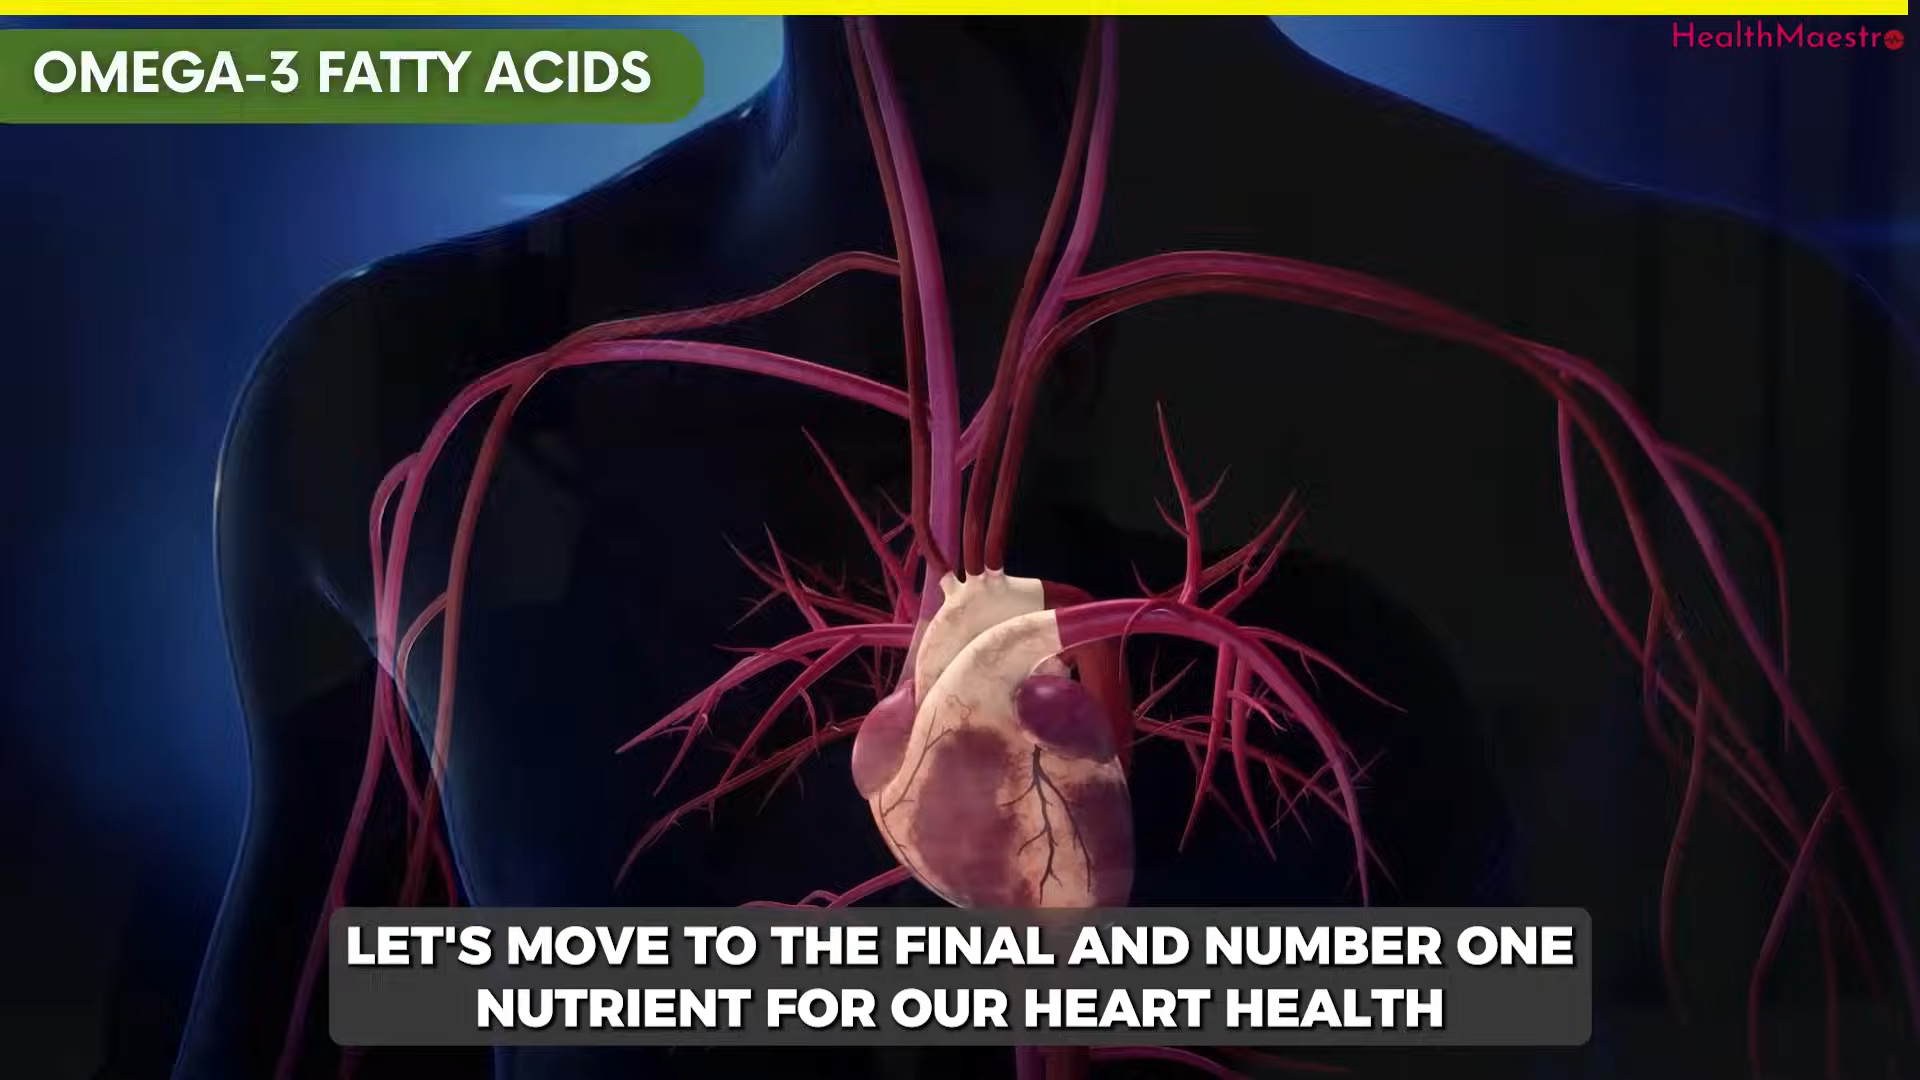 HealthMaestro
OMEGA-3 FATTY ACIDS
LET'S MOVE TO THE FINAL AND NUMBER ONE
NUTRIENT FOR OUR HEART HEALTH